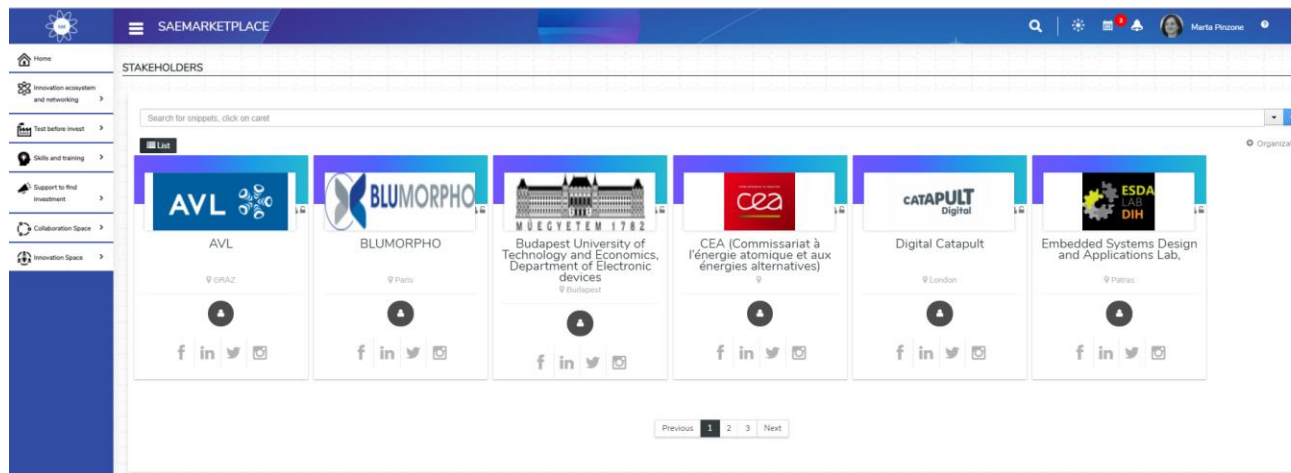 SAE
SAEMARKETPLACE
3
Marta Pinzone
Home
Innovation ecosystem
and networking
Test before invest
Skills and training
Support to find
investment
Collaboration Space
Innovation Space
STAKEHOLDERS
Search for snippets, click on caret
List
Organizat
AVL
AVL
GRAZ
BLUMORPHO
BLUMORPHO
Paris
MŰEGYETEM 1782
Budapest University of
Technology and Economics,
Department of Electronic
devices
Budapest
cea
CEA (Commissariat à
l'énergie atomique et aux
énergies alternatives)
CATAPULT
Digital
Digital Catapult
London
ESDA
LAB
DIH
Embedded Systems Design
and Applications Lab,
Patras
Previous 1 2 3 Next